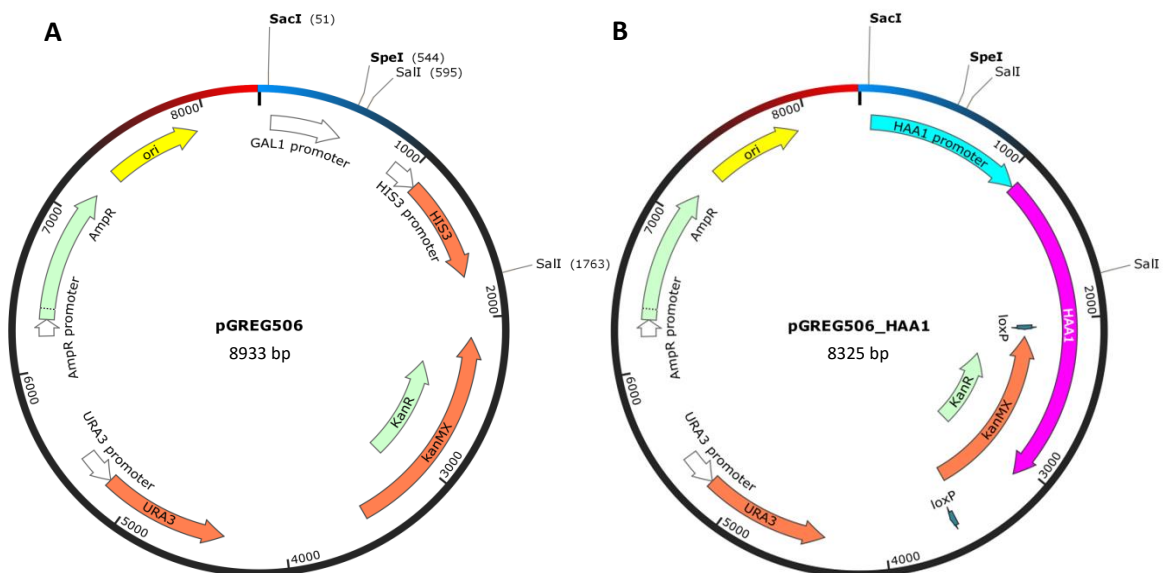 A
SacI (51)
SpeI (544)
SalI (595)
GAL1 promoter
1000
HIS3 promoter
HIS3
SalI (1763)
2000
pGREG506
8933 bp
KanR
kanMX
3000
4000
URA3
URA3 promoter
5000
6000
AmpR promoter
AmpR
7000
ori
8000
B
SacI
SpeI
SalI
HAA1 promoter
1000
HAA1
SalI
2000
pGREG506_HAA1
8325 bp
loxP
KanR
kanMX
loxP
3000
4000
URA3
URA3 promoter
5000
6000
AmpR promoter
AmpR
7000
ori
8000